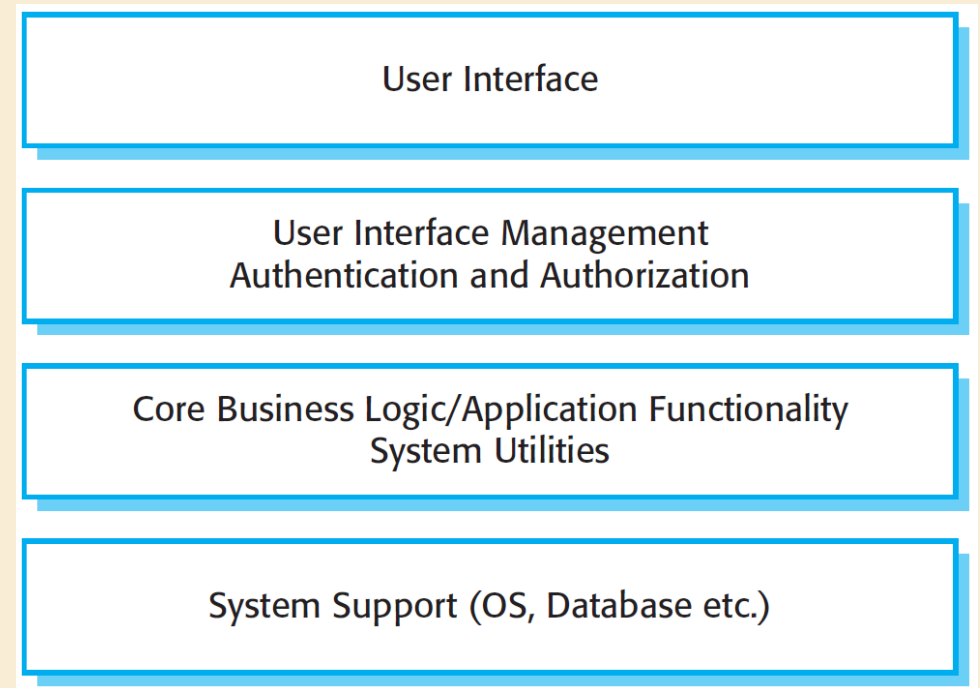 User Interface
User Interface Management
Authentication and Authorization
Core Business Logic/Application Functionality
System Utilities
System Support (OS, Database etc.)